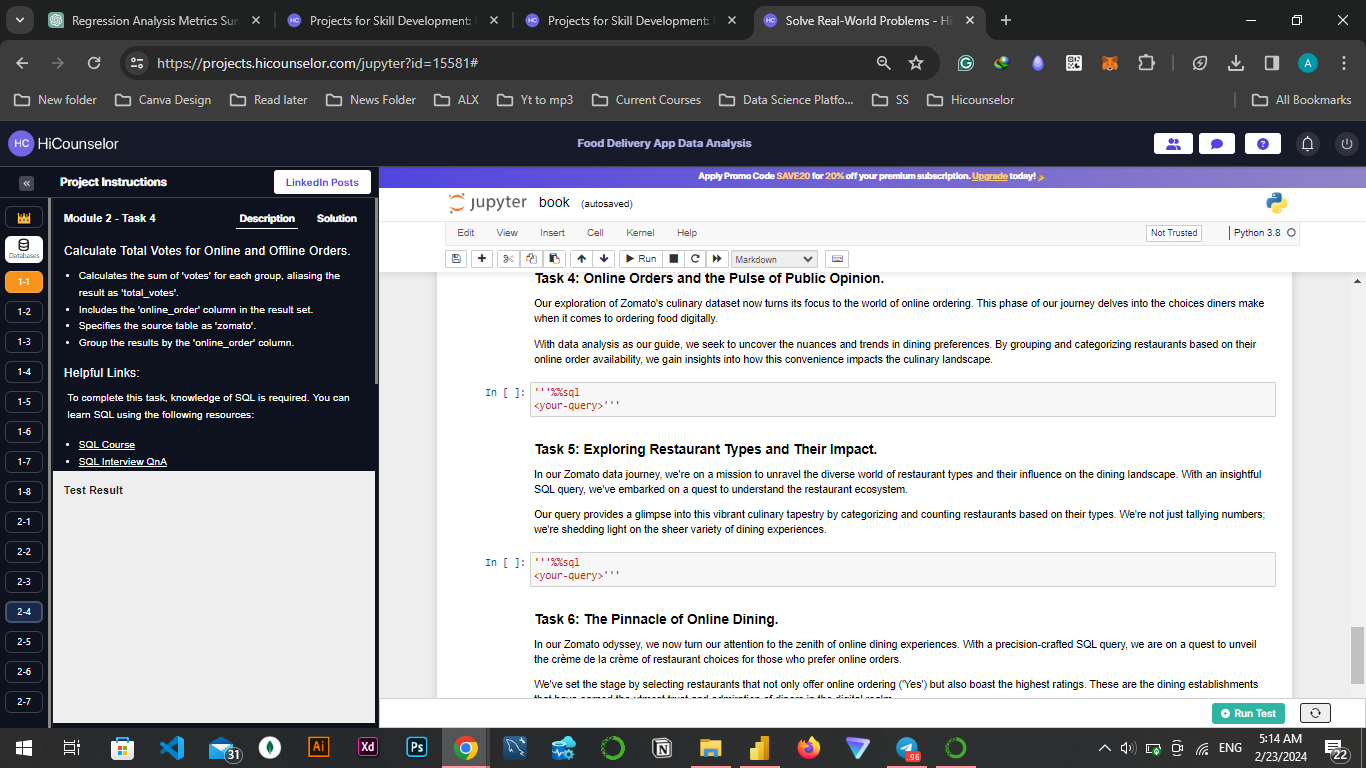 Regression Analysis Metrics Sum
Projects for Skill Development:
Projects for Skill Development:
Solve Real-World Problems - Hi
https://projects.hicounselor.com/jupyter?id=15581#
A
New folder
Canva Design
Read later
News Folder
ALX
Yt to mp3
Current Courses
Data Science Platfo...
SS
Hicounselor
All Bookmarks
HC HiCounselor
Food Delivery App Data Analysis
Project Instructions
LinkedIn Posts
Apply Promo Code SAVE20 for 20% off your premium subscription. Upgrade today!
jupyter book (autosaved)
Edit View Insert Cell Kernel Help
Not Trusted
Python 3.8
Run
Markdown
Databases
1-1
1-2
1-3
1-4
1-5
1-6
1-7
1-8
2-1
2-2
2-3
2-4
2-5
2-6
2-7
Module 2 - Task 4
Description
Solution
Calculate Total Votes for Online and Offline Orders.
• Calculates the sum of 'votes' for each group, aliasing the
result as 'total_votes'.
• Includes the 'online_order' column in the result set.
• Specifies the source table as 'zomato'.
• Group the results by the 'online_order' column.
Helpful Links:
To complete this task, knowledge of SQL is required. You can
learn SQL using the following resources:
• SQL Course
• SQL Interview QnA
Test Result
Task 4: Online Orders and the Pulse of Public Opinion.
Our exploration of Zomato's culinary dataset now turns its focus to the world of online ordering. This phase of our journey delves into the choices diners make
when it comes to ordering food digitally.
With data analysis as our guide, we seek to uncover the nuances and trends in dining preferences. By grouping and categorizing restaurants based on their
online order availability, we gain insights into how this convenience impacts the culinary landscape.
In [ ]: '''%%sql
<your-query>'''
Task 5: Exploring Restaurant Types and Their Impact.
In our Zomato data journey, we're on a mission to unravel the diverse world of restaurant types and their influence on the dining landscape. With an insightful
SQL query, we've embarked on a quest to understand the restaurant ecosystem.
Our query provides a glimpse into this vibrant culinary tapestry by categorizing and counting restaurants based on their types. We're not just tallying numbers;
we're shedding light on the sheer variety of dining experiences.
In [ ]: '''%%sql
<your-query>'''
Task 6: The Pinnacle of Online Dining.
In our Zomato odyssey, we now turn our attention to the zenith of online dining experiences. With a precision-crafted SQL query, we are on a quest to unveil
the crème de la crème of restaurant choices for those who prefer online orders.
We've set the stage by selecting restaurants that not only offer online ordering ('Yes') but also boast the highest ratings. These are the dining establishments
that have earned the utmost trust and admiration of diners in the digital realm.
Run Test
31
Ai
Xd
Ps
96
ENG
5:14 AM
2/23/2024
22